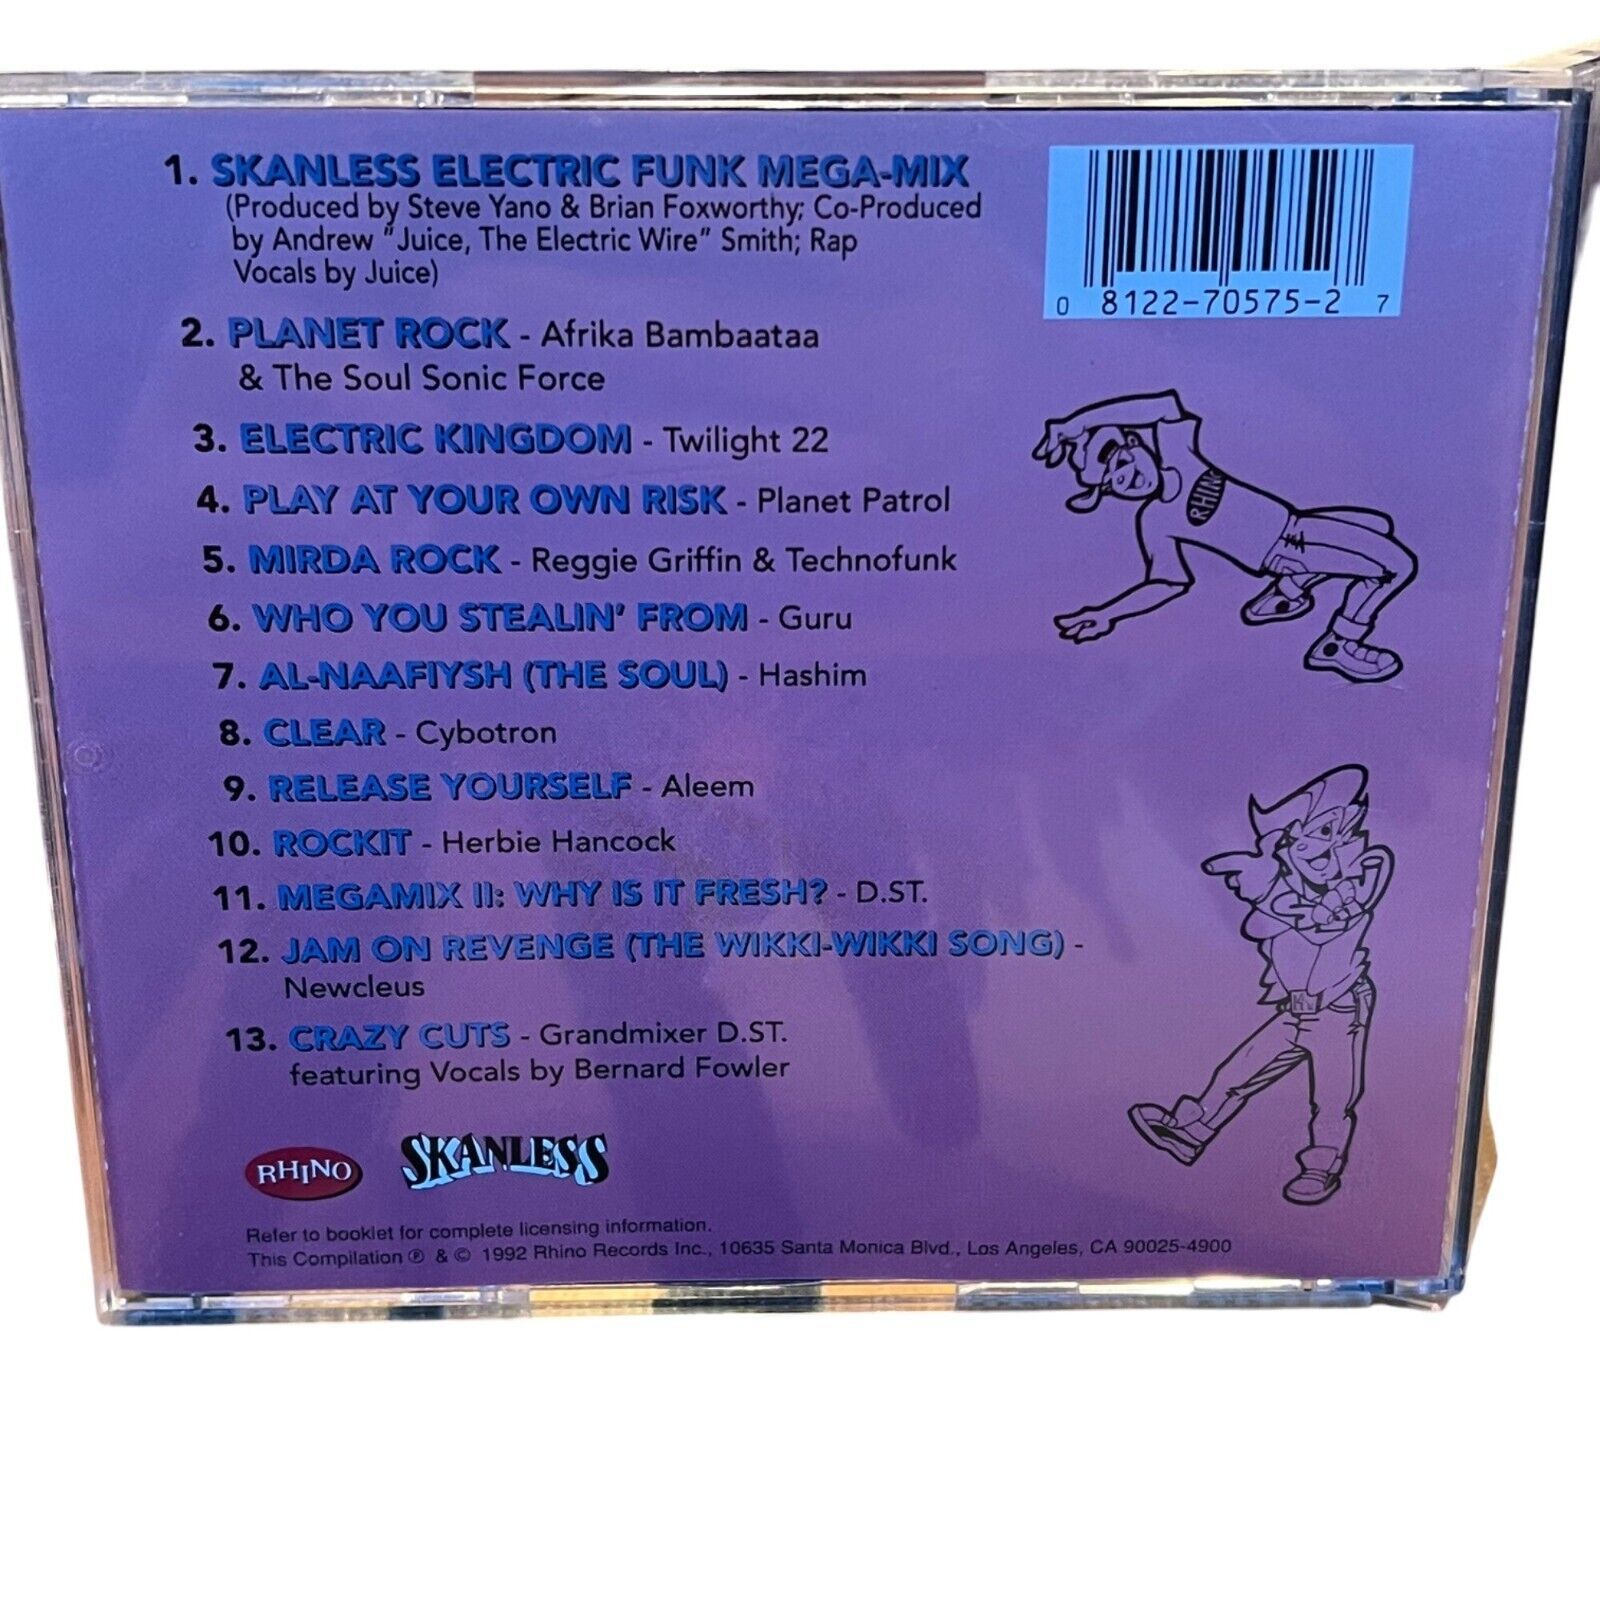 1. SKANLESS ELECTRIC FUNK MEGA-MIX
(Produced by Steve Yano & Brian Foxworthy; Co-Produced
by Andrew "Juice, The Electric Wire" Smith; Rap
Vocals by Juice)
0 8122-70575-2 7
2. PLANET ROCK - Afrika Bambaataa
& The Soul Sonic Force
3. ELECTRIC KINGDOM - Twilight 22
4. PLAY AT YOUR OWN RISK - Planet Patrol
5. MIRDA ROCK - Reggie Griffin & Technofunk
6. WHO YOU STEALIN' FROM - Guru
7. AL-NAAFIYSH (THE SOUL) - Hashim
8. CLEAR - Cybotron
9. RELEASE YOURSELF - Aleem
10. ROCKIT - Herbie Hancock
11. MEGAMIX II: WHY IS IT FRESH? - D.ST.
12. JAM ON REVENGE (THE WIKKI-WIKKI SONG) -
Newcleus
13. CRAZY CUTS - Grandmixer D.ST.
featuring Vocals by Bernard Fowler
RHINO
RHINO SKANLESS
Refer to booklet for complete licensing information.
This Compilation ℗ & © 1992 Rhino Records Inc., 10635 Santa Monica Blvd., Los Angeles, CA 90025-4900